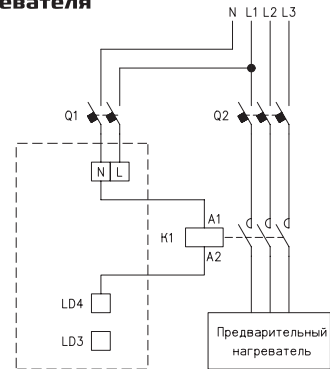 евателя
N L1 L2 L3
Q1
Q2
N L
A1
K1
A2
LD4
LD3
Предварительный
нагреватель